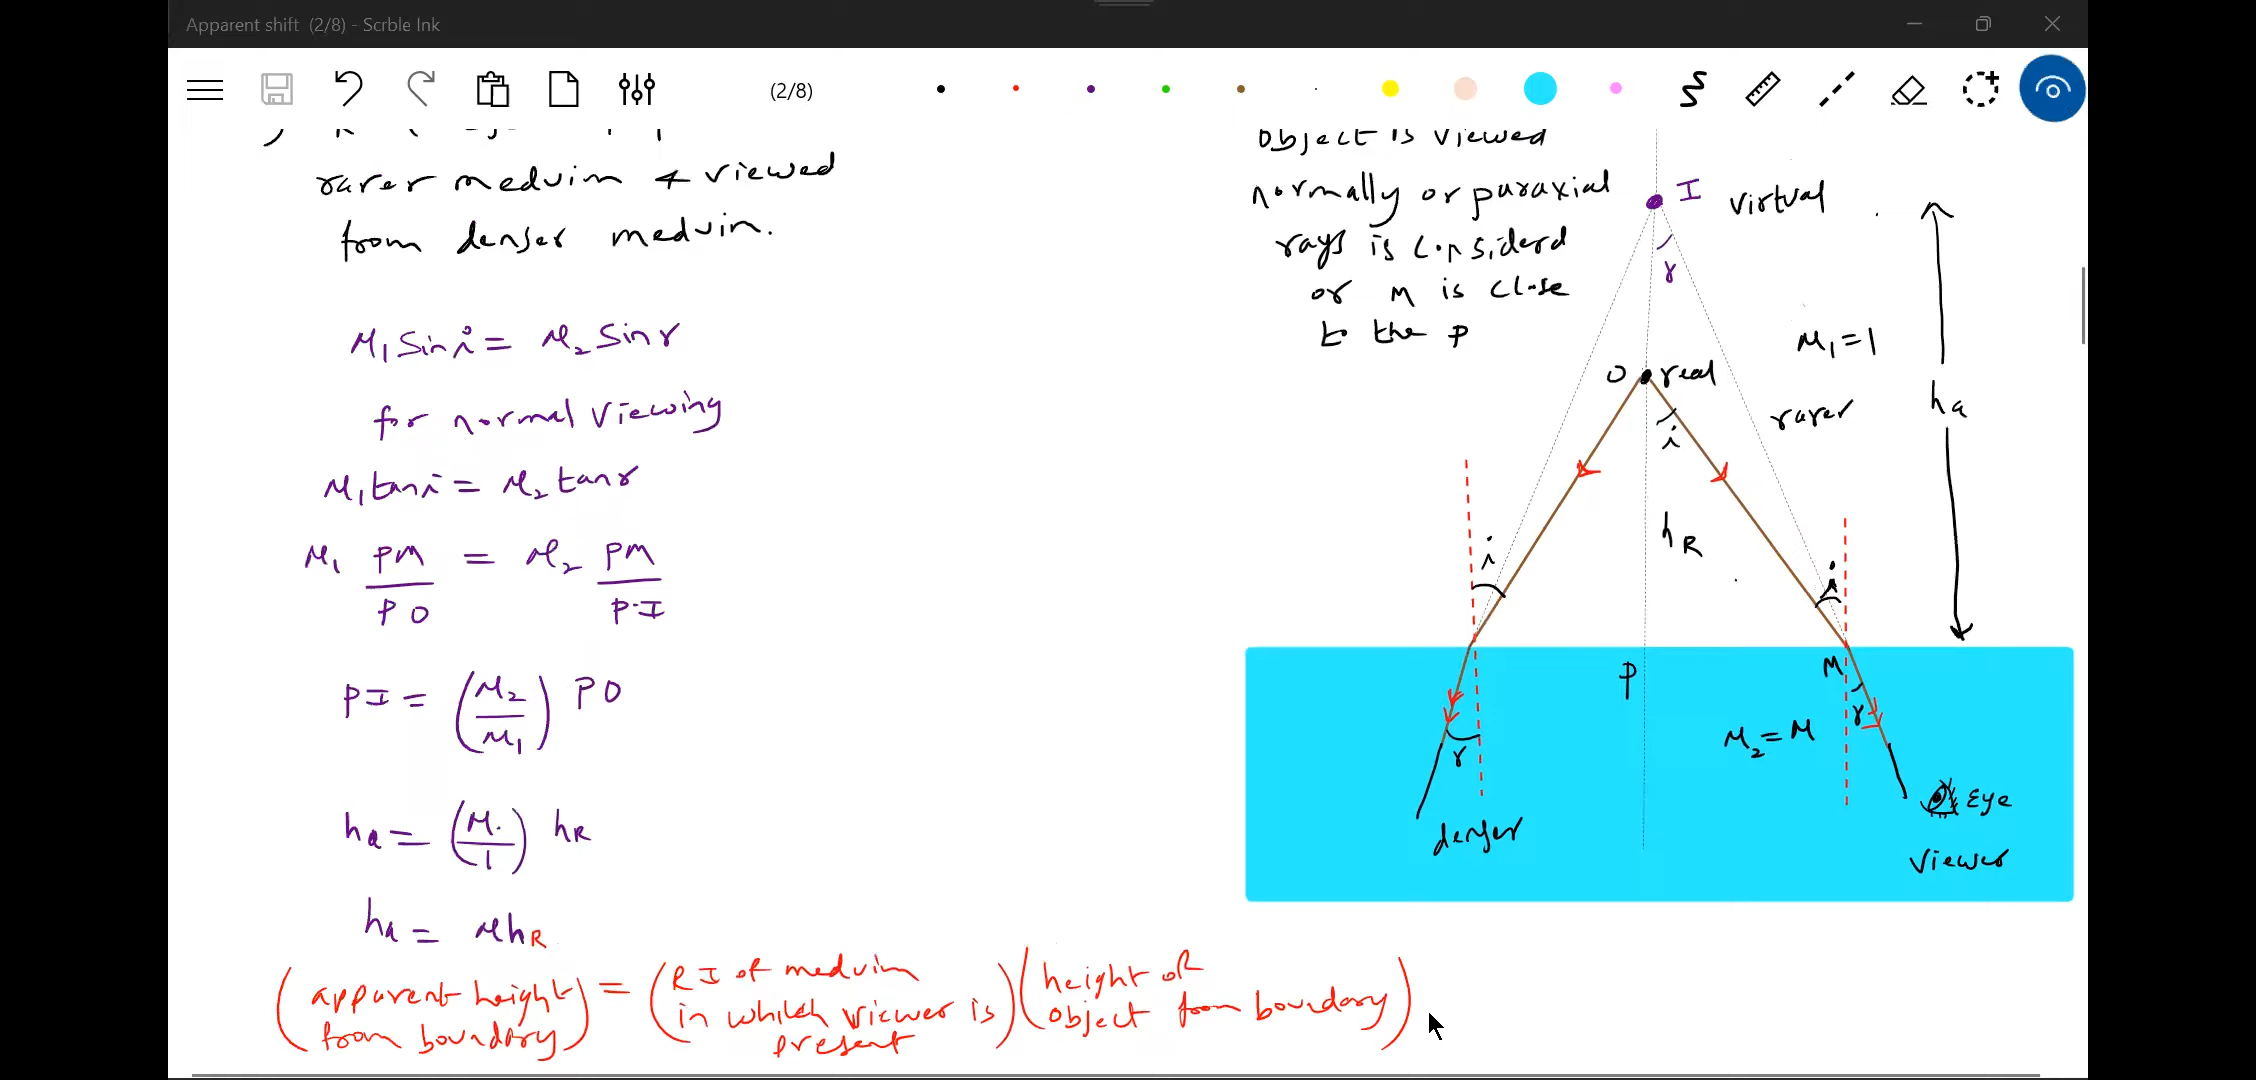 Apparent shift (2/8) - Scrble Ink
(2/8)
rarer meduim & viewed
from denser meduim.
μ₁ Sin i = μ₂ Sin r
for normal viewing
μ₁ tan i = μ₂ tan r
μ₁ PM/PO = μ₂ PM/P·I
PI = (μ₂/μ₁) PO
ha = (μ/1) hR
ha = μhR
(apparent height from boundary) = (RI of meduim in which viewer is present) (height of object from boundary)
object is viewed
normally or paraxial
rays is considerd
or M is close
to the P
I virtual
r
μ₁ = 1
O real
rarer
ha
i
hR
i
i
P
M
r
μ₂ = μ
r
denser
Eye
viewer